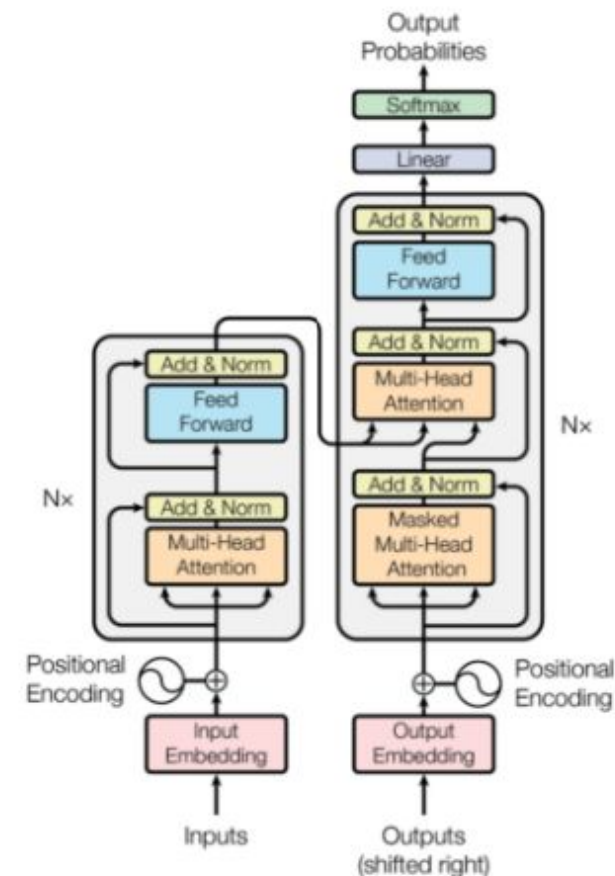 Output
Probabilities
Softmax
Linear
Add & Norm
Feed
Forward
Add & Norm
Multi-Head
Attention
Add & Norm
Masked
Multi-Head
Attention
Nx
Add & Norm
Feed
Forward
Add & Norm
Multi-Head
Attention
Nx
Positional
Encoding
Positional
Encoding
Input
Embedding
Output
Embedding
Inputs
Outputs
(shifted right)